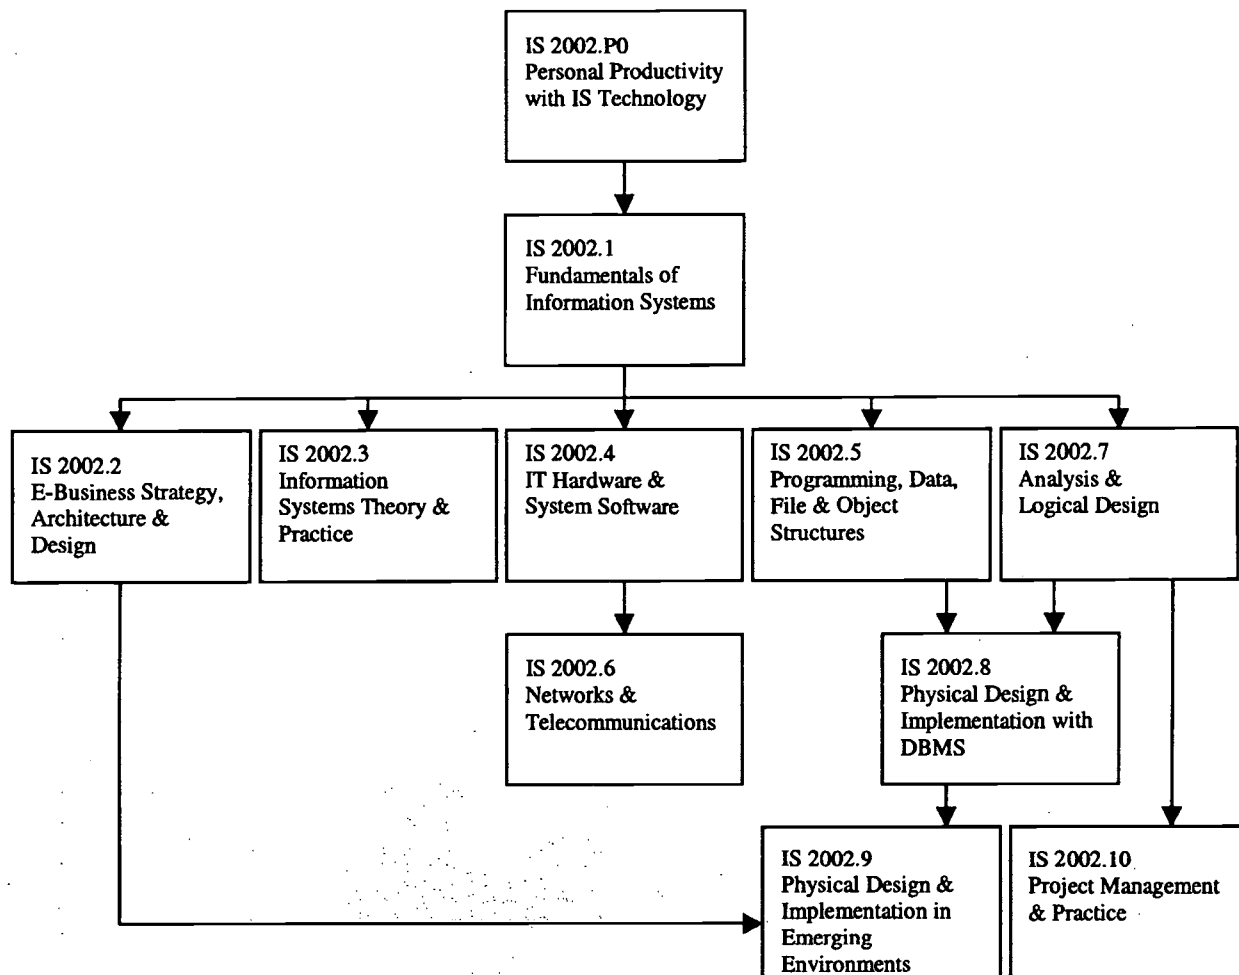 IS 2002.P0
Personal Productivity
with IS Technology
IS 2002.1
Fundamentals of
Information Systems
IS 2002.2
E-Business Strategy,
Architecture &
Design
IS 2002.3
Information
Systems Theory &
Practice
IS 2002.4
IT Hardware &
System Software
IS 2002.5
Programming, Data,
File & Object
Structures
IS 2002.7
Analysis &
Logical Design
IS 2002.6
Networks &
Telecommunications
IS 2002.8
Physical Design &
Implementation with
DBMS
IS 2002.9
Physical Design &
Implementation in
Emerging
Environments
IS 2002.10
Project Management
& Practice